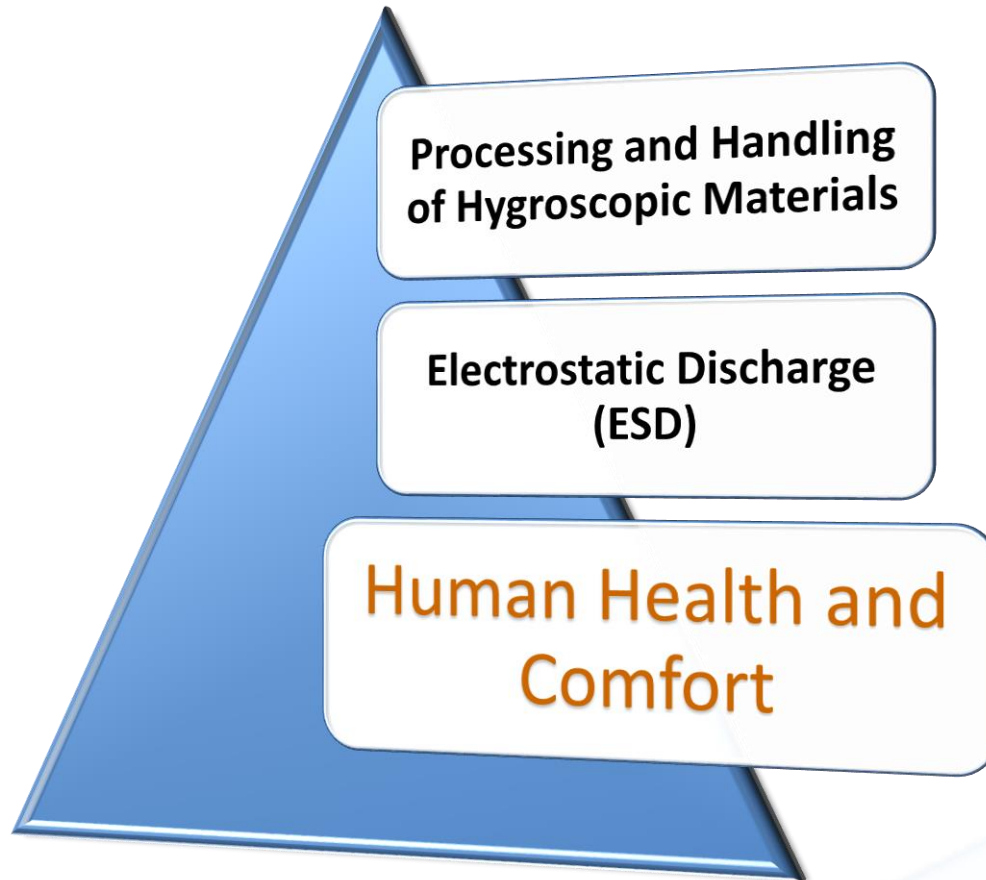 Processing and Handling
of Hygroscopic Materials
Electrostatic Discharge
(ESD)
Human Health and
Comfort